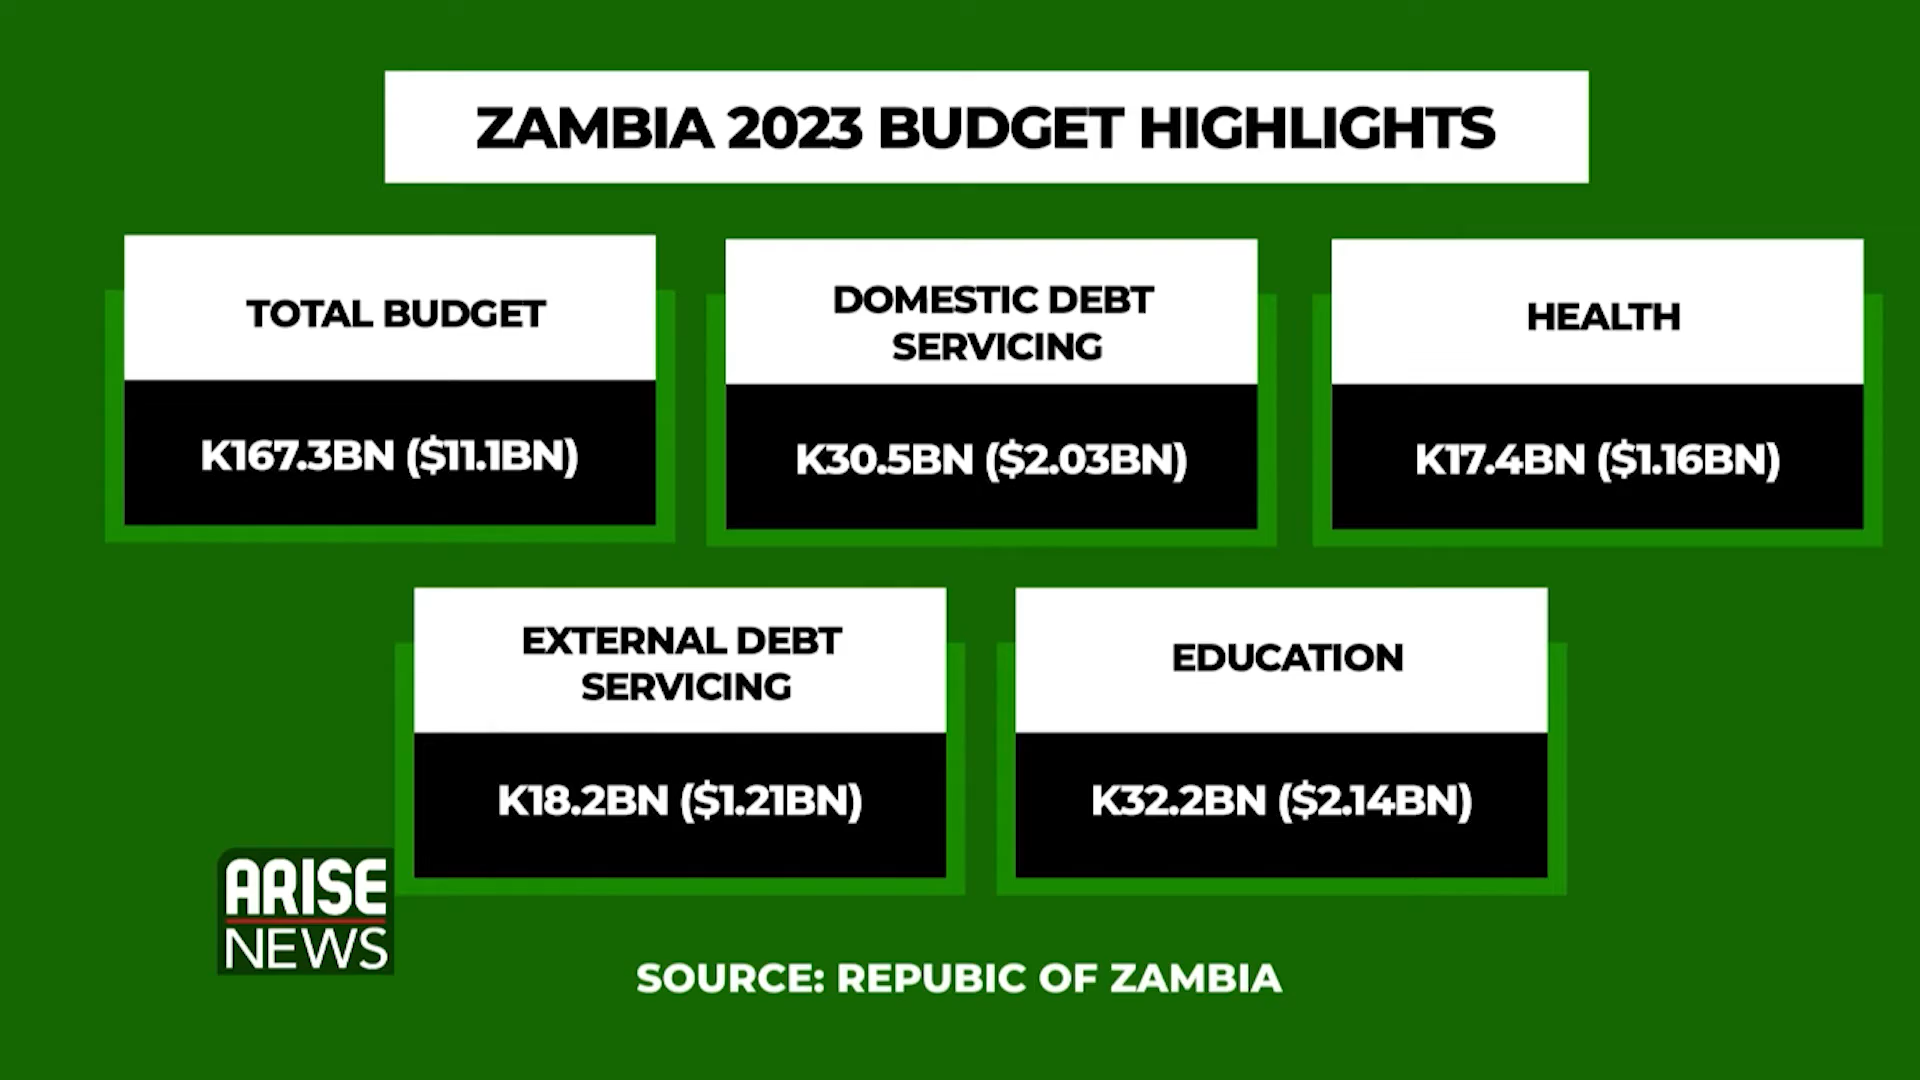 ZAMBIA 2023 BUDGET HIGHLIGHTS
TOTAL BUDGET
K167.3BN ($11.1BN)
DOMESTIC DEBT
SERVICING
K30.5BN ($2.03BN)
HEALTH
K17.4BN ($1.16BN)
EXTERNAL DEBT
SERVICING
K18.2BN ($1.21BN)
EDUCATION
K32.2BN ($2.14BN)
ARISE
NEWS
SOURCE: REPUBIC OF ZAMBIA